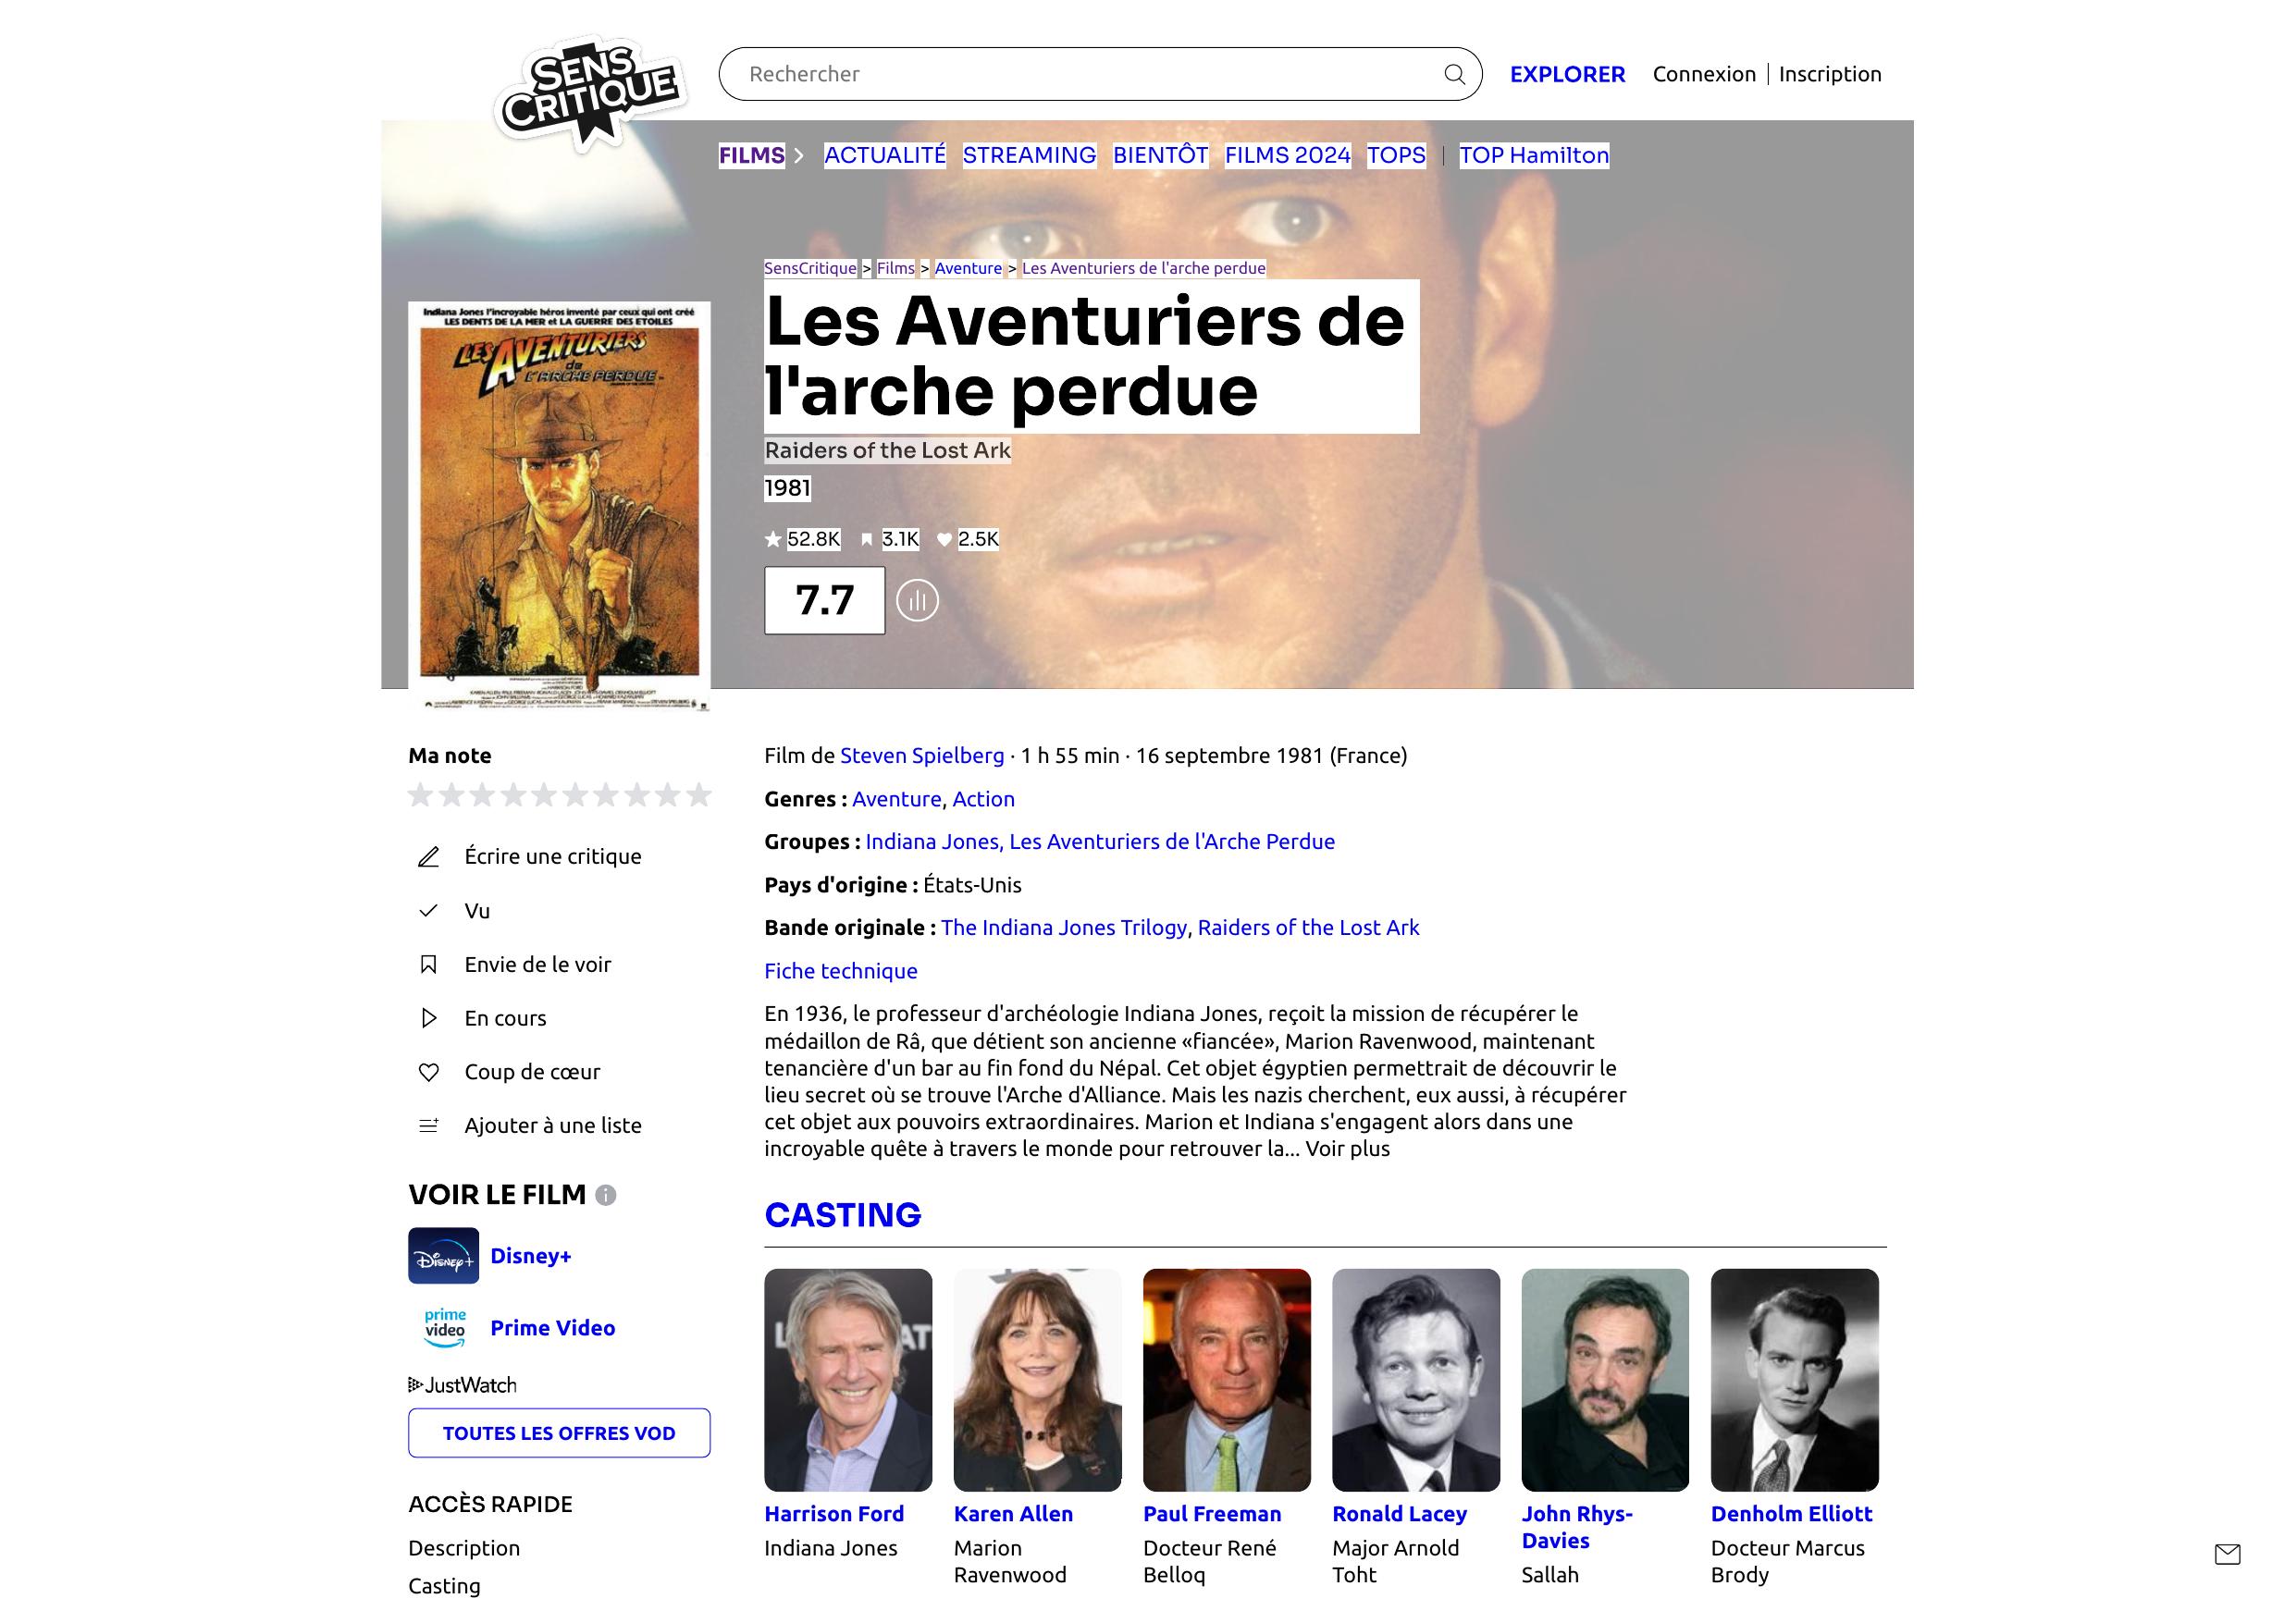 SENS
CRITIQUE
Rechercher
EXPLORER
Connexion
Inscription
FILMS
ACTUALITÉ
STREAMING
BIENTÔT
FILMS 2024
TOPS
TOP Hamilton
SensCritique > Films > Aventure > Les Aventuriers de l'arche perdue
Les Aventuriers de
l'arche perdue
Raiders of the Lost Ark
1981
52.8K
3.1K
2.5K
7.7
Indiana Jones l'incroyable héros inventé par ceux qui ont créé
LES DENTS DE LA MER et LA GUERRE DES ETOILES
LES AVENTURIERS
de
L'ARCHE PERDUE
Ma note
Écrire une critique
Vu
Envie de le voir
En cours
Coup de cœur
Ajouter à une liste
VOIR LE FILM
Disney+
Disney+
prime
video
Prime Video
JustWatch
TOUTES LES OFFRES VOD
ACCÈS RAPIDE
Description
Casting
Film de Steven Spielberg · 1 h 55 min · 16 septembre 1981 (France)
Genres : Aventure, Action
Groupes : Indiana Jones, Les Aventuriers de l'Arche Perdue
Pays d'origine : États-Unis
Bande originale : The Indiana Jones Trilogy, Raiders of the Lost Ark
Fiche technique
En 1936, le professeur d'archéologie Indiana Jones, reçoit la mission de récupérer le
médaillon de Râ, que détient son ancienne «fiancée», Marion Ravenwood, maintenant
tenancière d'un bar au fin fond du Népal. Cet objet égyptien permettrait de découvrir le
lieu secret où se trouve l'Arche d'Alliance. Mais les nazis cherchent, eux aussi, à récupérer
cet objet aux pouvoirs extraordinaires. Marion et Indiana s'engagent alors dans une
incroyable quête à travers le monde pour retrouver la... Voir plus
CASTING
Harrison Ford
Indiana Jones
Karen Allen
Marion
Ravenwood
Paul Freeman
Docteur René
Belloq
Ronald Lacey
Major Arnold
Toht
John Rhys-
Davies
Sallah
Denholm Elliott
Docteur Marcus
Brody